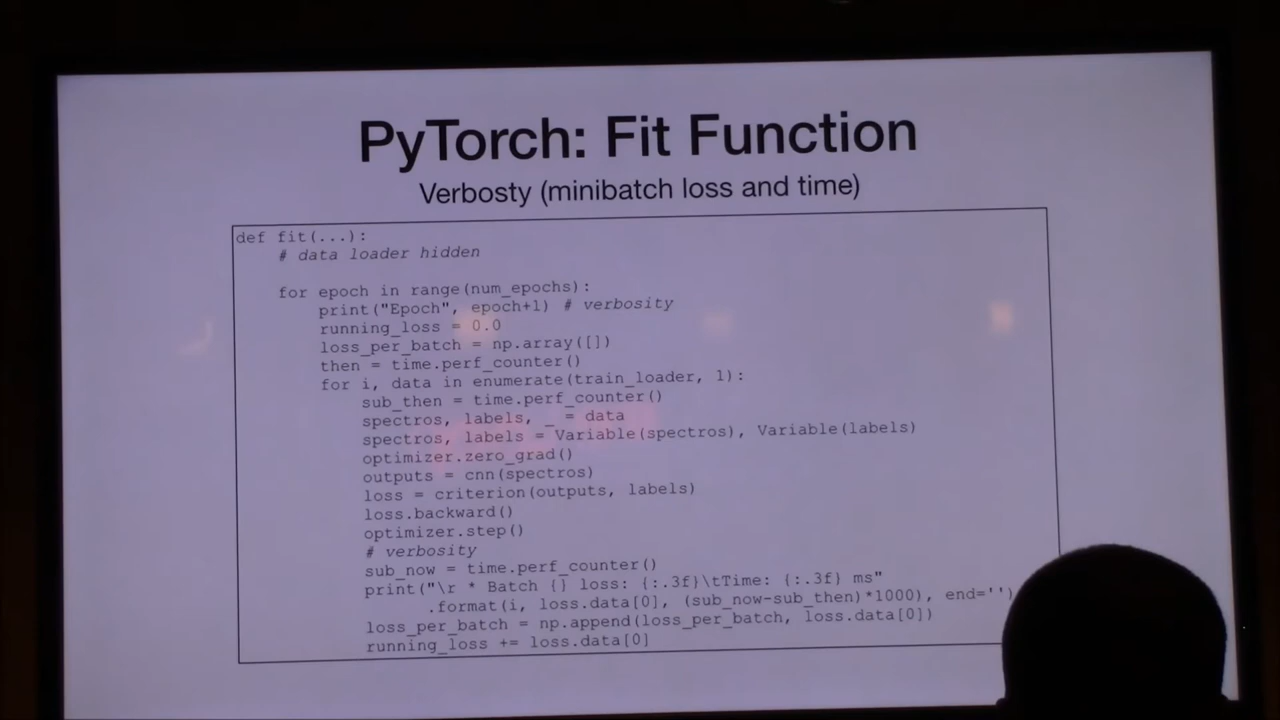 PyTorch: Fit Function
Verbosty (minibatch loss and time)
def fit(...):
    # data loader hidden
    for epoch in range(num_epochs):
        print("Epoch", epoch+1) # verbosity
        running_loss = 0.0
        loss_per_batch = np.array([])
        then = time.perf_counter()
        for i, data in enumerate(train_loader, 1):
            sub_then = time.perf_counter()
            spectros, labels, _ = data
            spectros, labels = Variable(spectros), Variable(labels)
            optimizer.zero_grad()
            outputs = cnn(spectros)
            loss = criterion(outputs, labels)
            loss.backward()
            optimizer.step()
            # verbosity
            sub_now = time.perf_counter()
            print("\r * Batch {} loss: {:.3f}\tTime: {:.3f} ms"
                  .format(i, loss.data[0], (sub_now-sub_then)*1000), end='')
            loss_per_batch = np.append(loss_per_batch, loss.data[0])
            running_loss += loss.data[0]